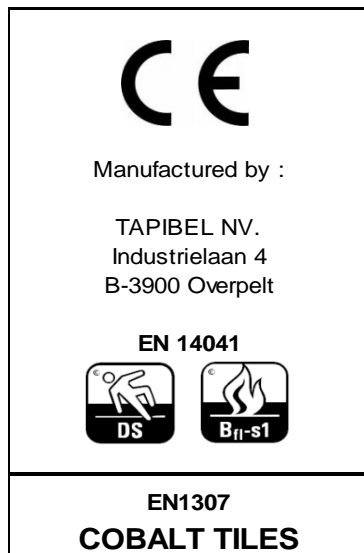 CE
Manufactured by :
TAPIBEL NV.
Industrielaan 4
B-3900 Overpelt
EN 14041
DS
Bfl-s1
EN1307
COBALT TILES